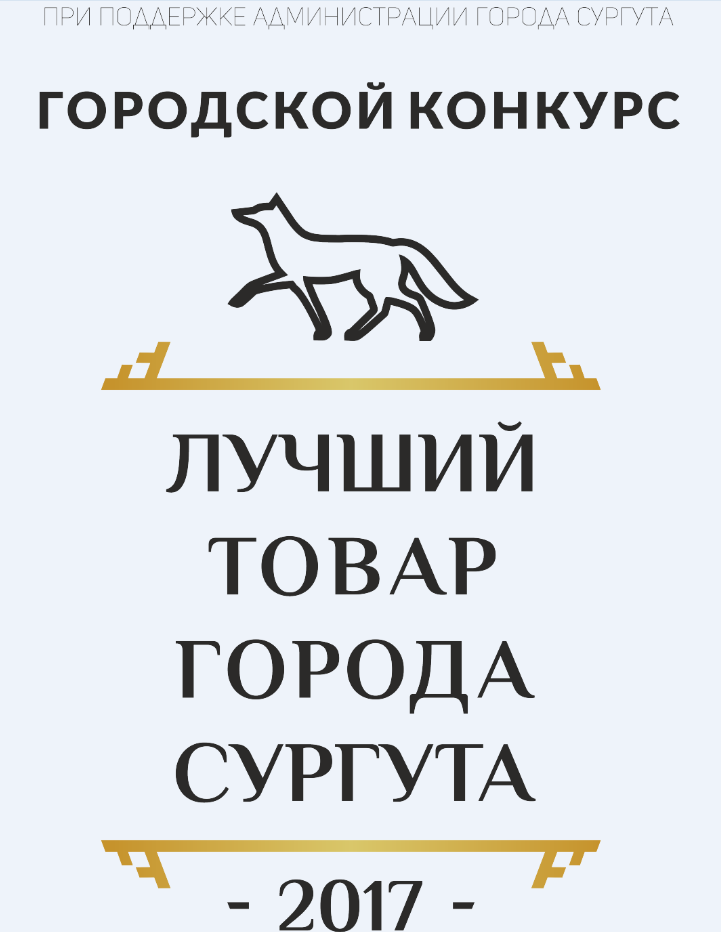 ПРИ ПОДДЕРЖКЕ АДМИНИСТРАЦИИ ГОРОДА СУРГУТА
ГОРОДСКОЙ КОНКУРС
ЛУЧШИЙ
ТОВАР
ГОРОДА
СУРГУТА
- 2017 -